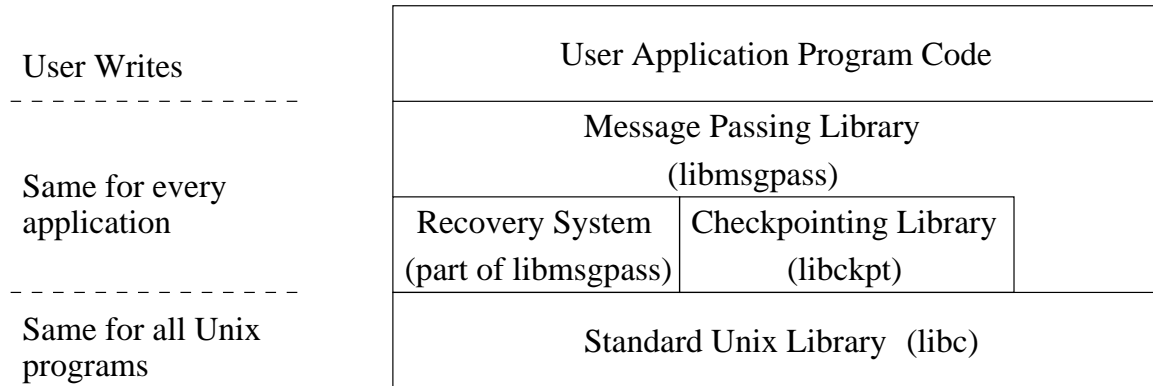 User Writes
User Application Program Code
Same for every
application
Message Passing Library
(libmsgpass)
Recovery System
(part of libmsgpass)
Checkpointing Library
(libckpt)
Same for all Unix
programs
Standard Unix Library (libc)